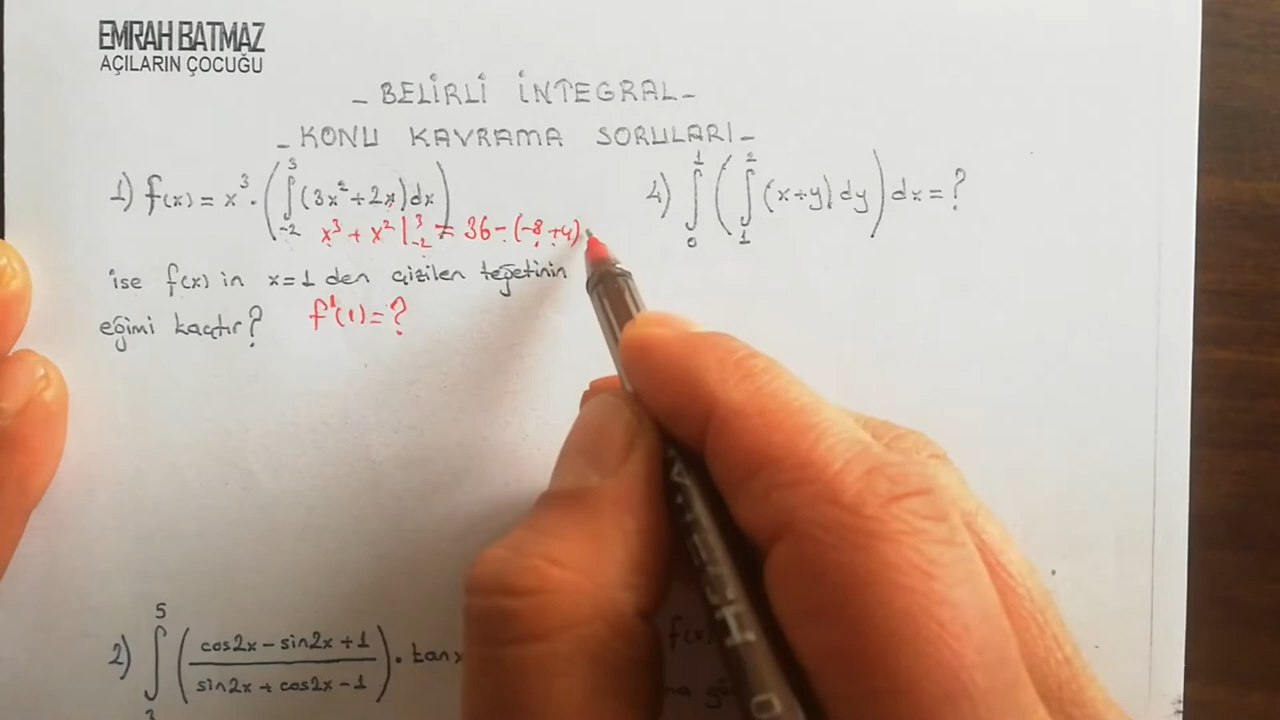 EMRAH BATMAZ
AÇILARIN ÇOCUĞU
- BELİRLİ İNTEGRAL -
- KONU KAVRAMA SORULARI -
1) f(x) = x³ · (∫₋₂³ (3x² + 2x) dx)
x³ + x² |₋₂³ = 36 - (-8 + 4)
ise f(x) in x = 1 den çizilen teğetinin
eğimi kaçtır? f'(1) = ?
4) ∫₀¹ (∫₁² (x + y) dy) dx = ?
2) ∫₃⁵ ((cos2x - sin2x + 1) / (sin2x + cos2x - 1)) · tanx
f(x)